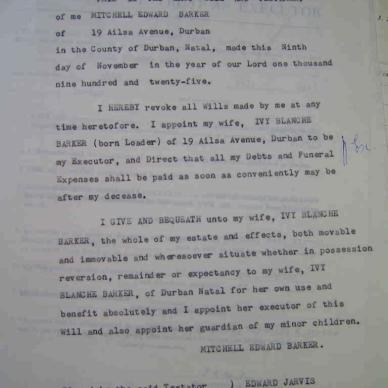 of me MITCHELL EDWARD BARKER
of 19 Ailsa Avenue, Durban
in the County of Durban, Natal, made this Ninth
day of November in the year of our Lord one thousand
nine hundred and twenty-five.
I HEREBY revoke all Wills made by me at any
time heretofore. I appoint my wife, IVY BLANCHE
BARKER (born Loader) of 19 Ailsa Avenue, Durban to be
my Executor, and Direct that all my Debts and Funeral
Expenses shall be paid as soon as conveniently may be
after my decease.
I GIVE AND BEQUEATH unto my wife, IVY BLANCHE
BARKER, the whole of my estate and effects, both movable
and immovable and wheresoever situate whether in possession
reversion, remainder or expectancy to my wife, IVY
BLANCHE BARKER, of Durban Natal for her own use and
benefit absolutely and I appoint her executor of this
will and also appoint her guardian of my minor children.
MITCHELL EDWARD BARKER.
the said Testator ) EDWARD JARVIS